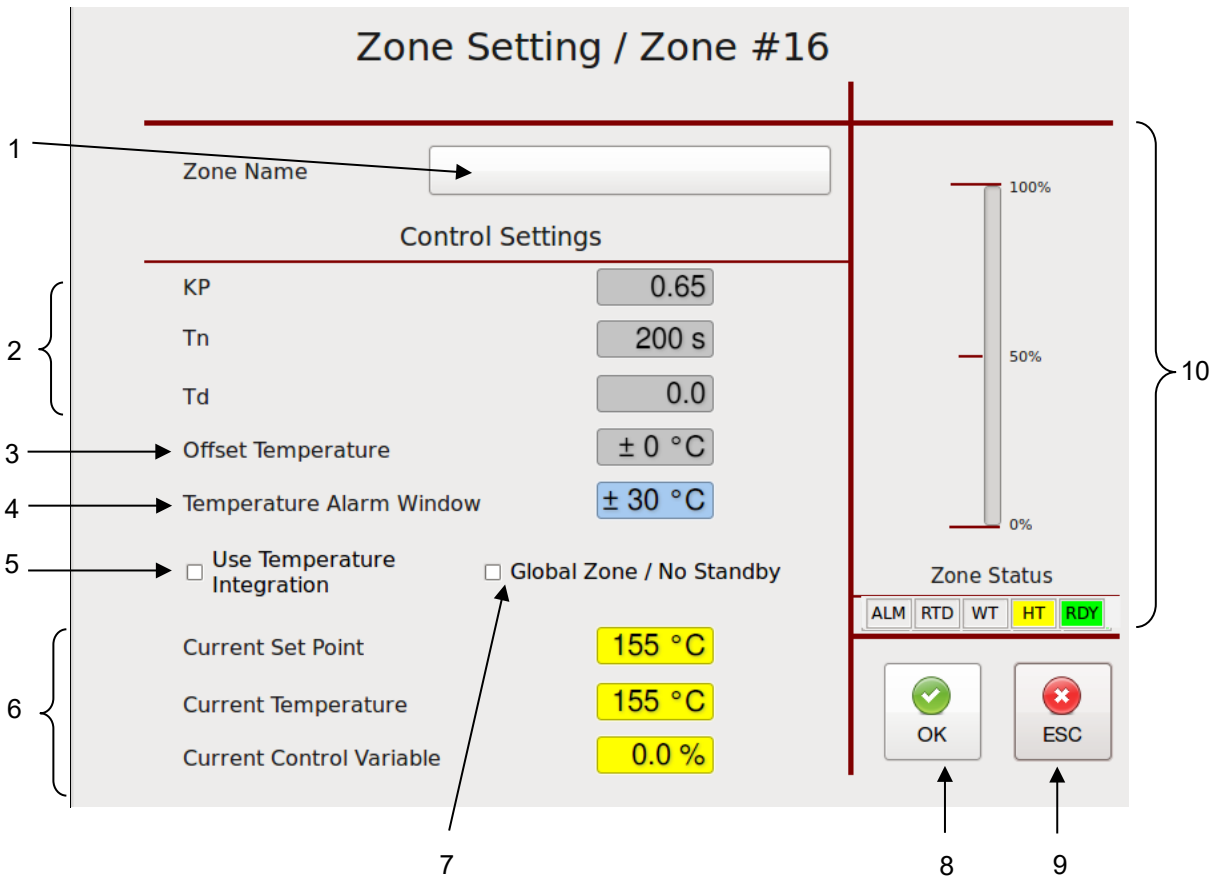 Zone Setting / Zone #16
1
Zone Name
Control Settings
2
KP 0.65
Tn 200 s
Td 0.0
3 Offset Temperature ± 0 °C
4 Temperature Alarm Window ± 30 °C
5 Use Temperature
Integration
Global Zone / No Standby
6
Current Set Point 155 °C
Current Temperature 155 °C
Current Control Variable 0.0 %
100%
50%
0%
10
Zone Status
ALM RTD WT HT RDY
OK ESC
7 8 9